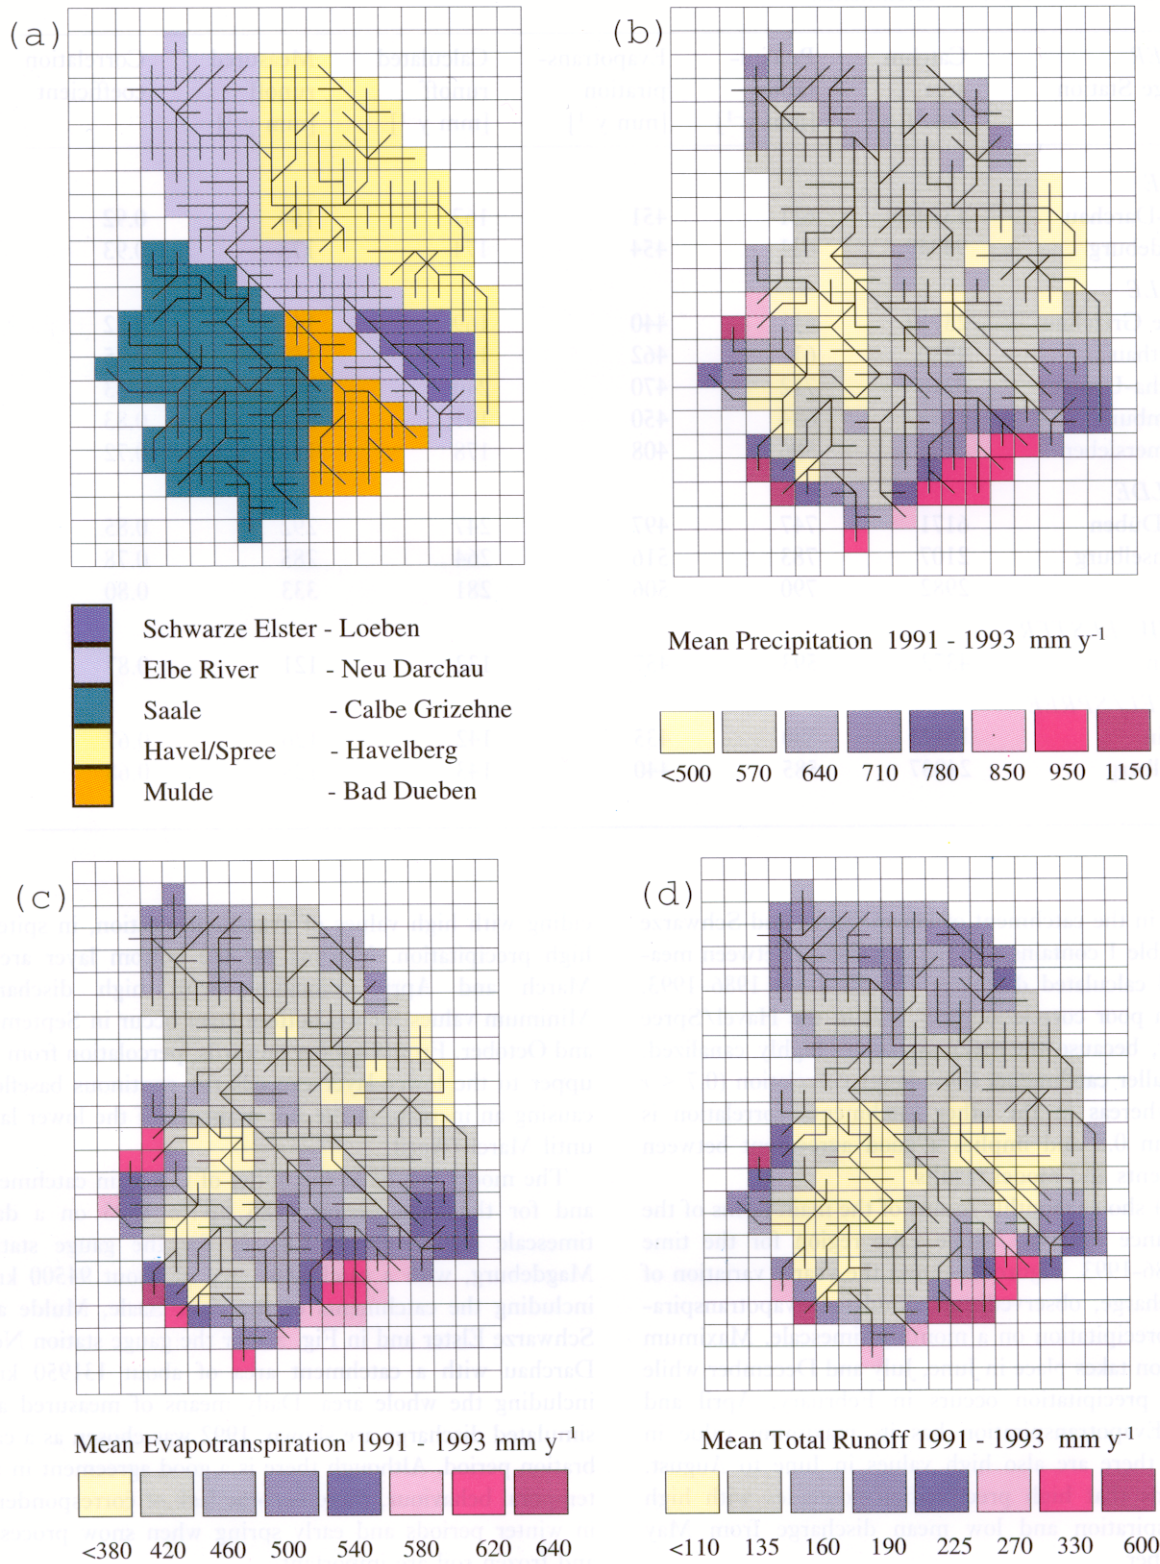 (a)
(b)
Schwarze Elster - Loeben
Elbe River - Neu Darchau
Saale - Calbe Grizehne
Havel/Spree - Havelberg
Mulde - Bad Dueben
Mean Precipitation 1991 - 1993 mm y-1
<500 570 640 710 780 850 950 1150
(c)
(d)
Mean Evapotranspiration 1991 - 1993 mm y-1
<380 420 460 500 540 580 620 640
Mean Total Runoff 1991 - 1993 mm y-1
<110 135 160 190 225 270 330 600